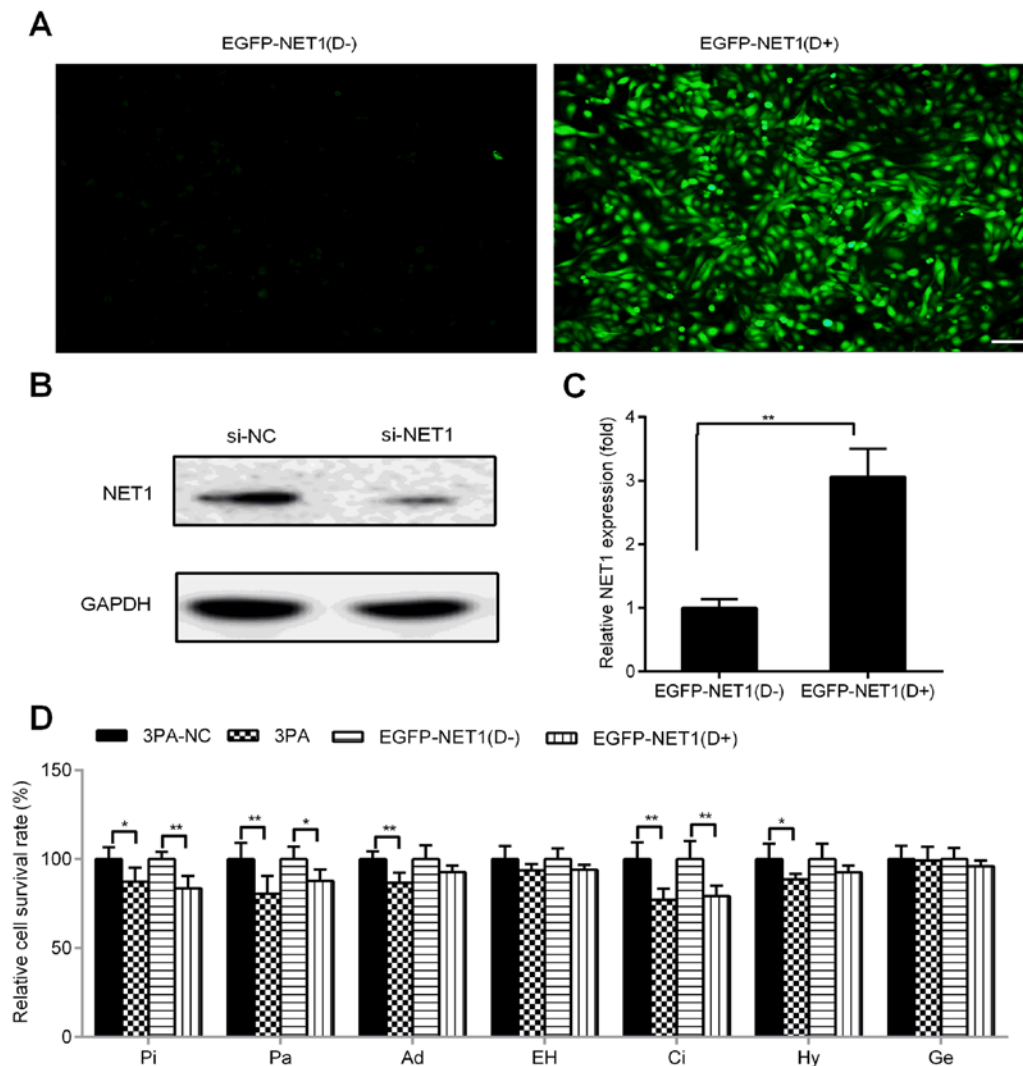 A
EGFP-NET1(D-) EGFP-NET1(D+)
B
si-NC si-NET1
NET1
GAPDH
C
Relative NET1 expression (fold)
4
3
2
1
0
**
EGFP-NET1(D-) EGFP-NET1(D+)
D
3PA-NC 3PA EGFP-NET1(D-) EGFP-NET1(D+)
Relative cell survival rate (%)
150
100
50
0
* ** ** * ** ** ** *
Pi Pa Ad EH Ci Hy Ge